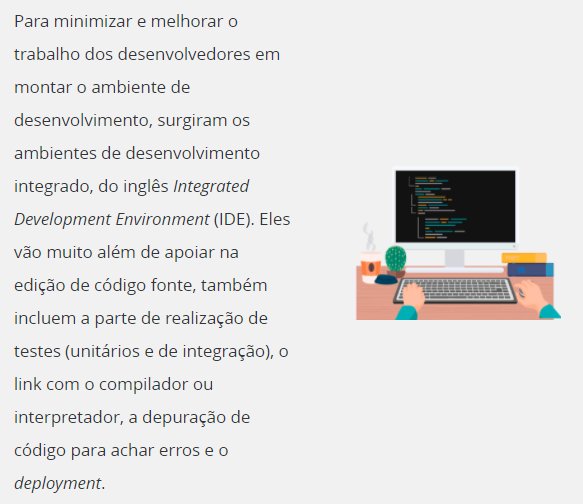 Para minimizar e melhorar o
trabalho dos desenvolvedores em
montar o ambiente de
desenvolvimento, surgiram os
ambientes de desenvolvimento
integrado, do inglês Integrated
Development Environment (IDE). Eles
vão muito além de apoiar na
edição de código fonte, também
incluem a parte de realização de
testes (unitários e de integração), o
link com o compilador ou
interpretador, a depuração de
código para achar erros e o
deployment.